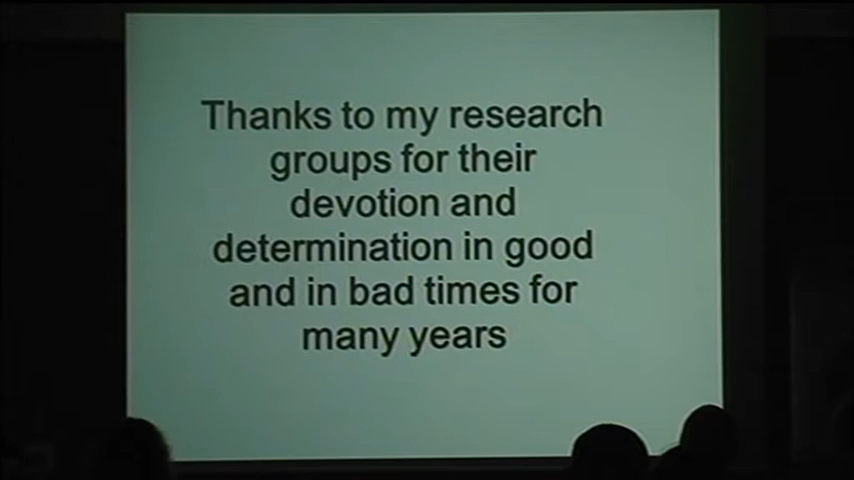 Thanks to my research
groups for their
devotion and
determination in good
and in bad times for
many years